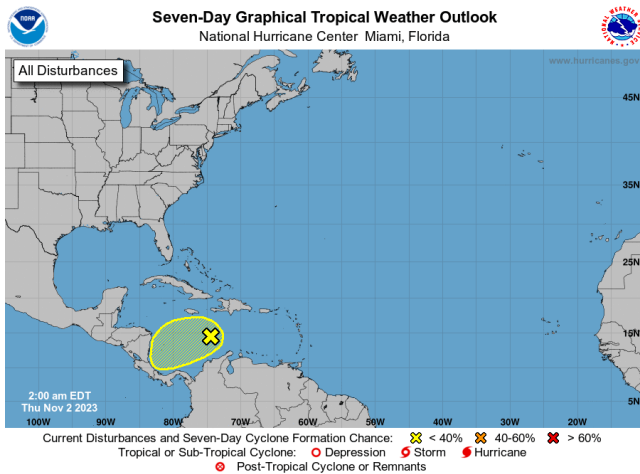 Seven-Day Graphical Tropical Weather Outlook
National Hurricane Center Miami, Florida
NOAA
All Disturbances
www.hurricanes.gov
45N
35N
25N
15N
5N
2:00 am EDT
Thu Nov 2 2023
100W 90W 80W 70W 60W 50W 40W 30W 20W
Current Disturbances and Seven-Day Cyclone Formation Chance: < 40% 40-60% > 60%
Tropical or Sub-Tropical Cyclone: Depression Storm Hurricane
Post-Tropical Cyclone or Remnants